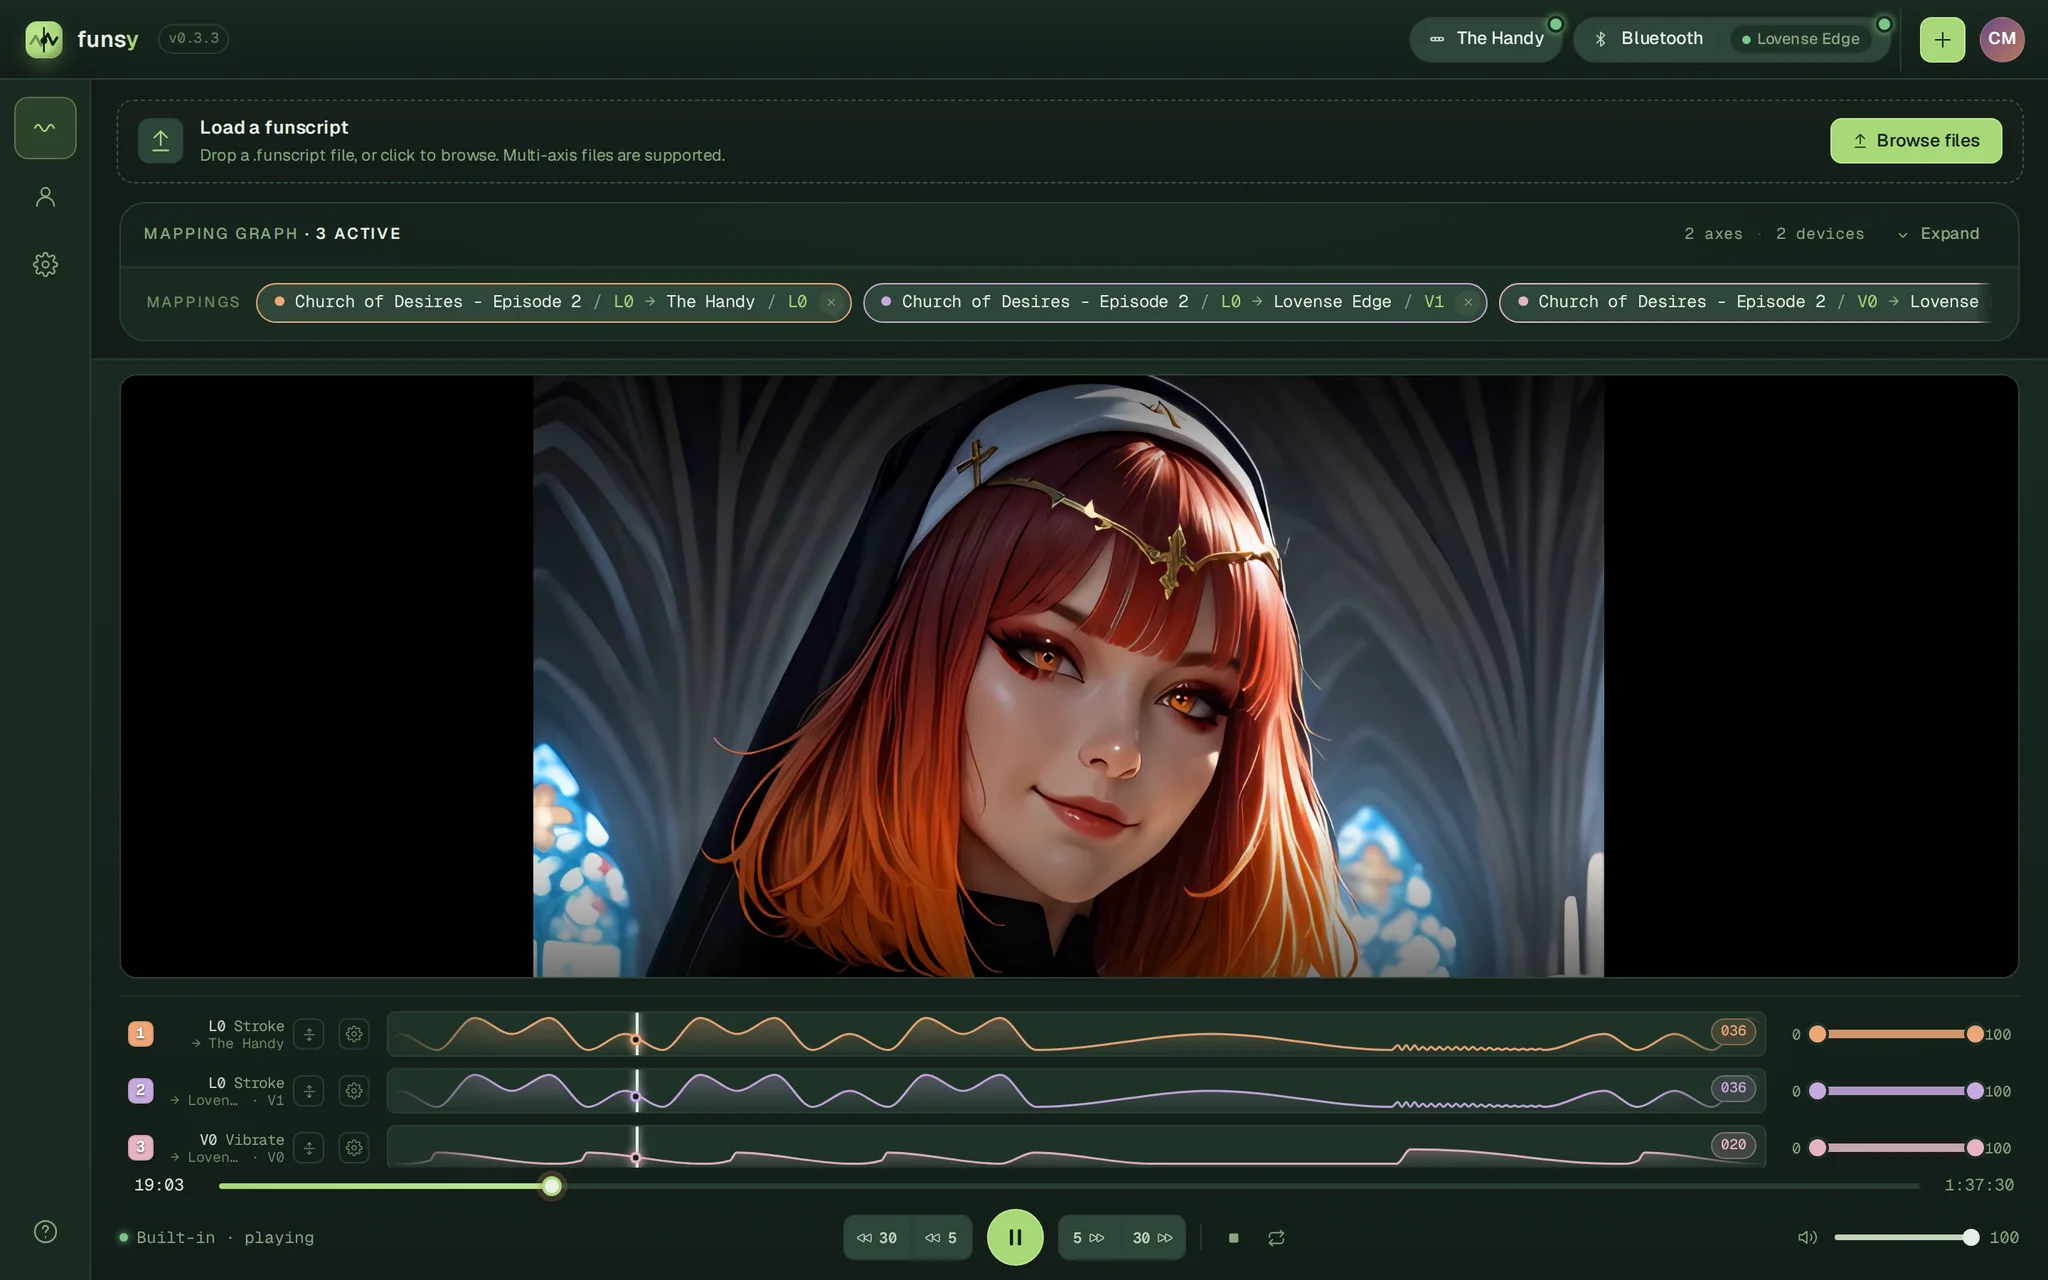 funsy v0.3.3
The Handy
Bluetooth Lovense Edge
CM
Load a funscript
Drop a .funscript file, or click to browse. Multi-axis files are supported.
Browse files
MAPPING GRAPH · 3 ACTIVE
2 axes · 2 devices
Expand
MAPPINGS
Church of Desires - Episode 2 / L0 → The Handy / L0 ×
Church of Desires - Episode 2 / L0 → Lovense Edge / V1 ×
Church of Desires - Episode 2 / V0 → Lovense
1 L0 Stroke
→ The Handy
036
0 100
2 L0 Stroke
→ Loven… · V1
036
0 100
3 V0 Vibrate
→ Loven… · V0
020
0 100
19:03
1:37:30
Built-in · playing
30 5
5 30
100